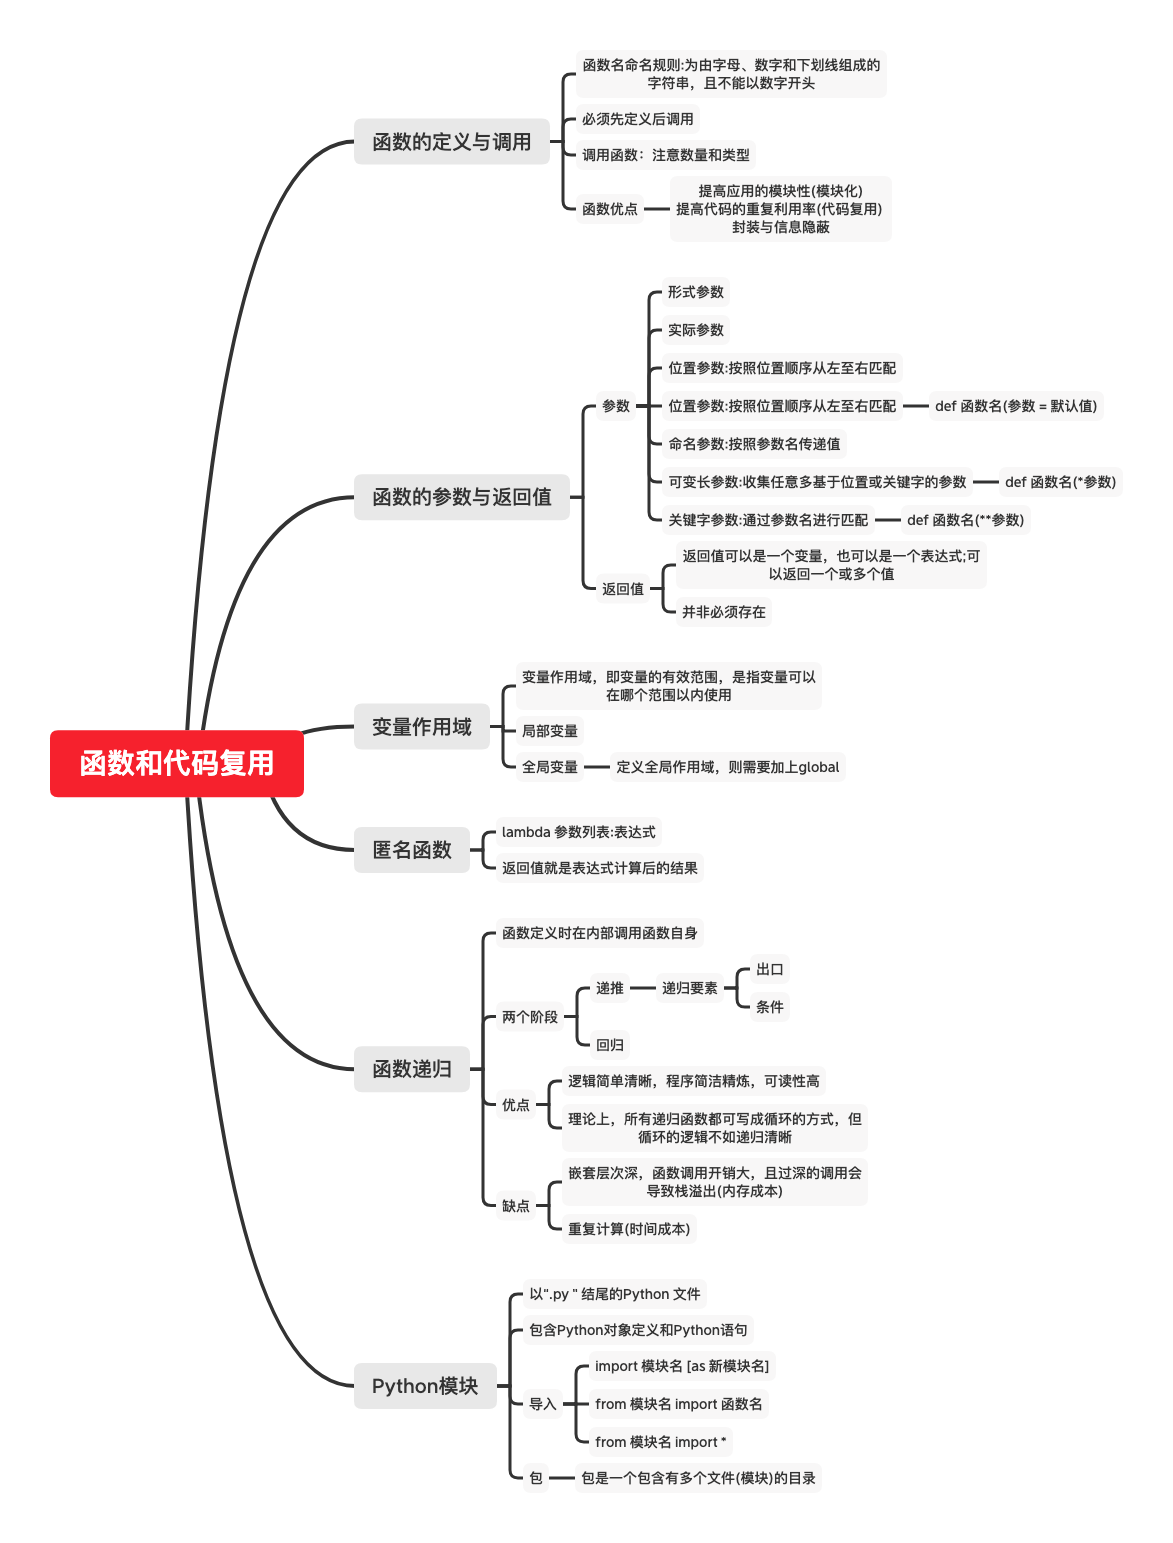 函数和代码复用
函数的定义与调用
函数名命名规则:为由字母、数字和下划线组成的
字符串，且不能以数字开头
必须先定义后调用
调用函数：注意数量和类型
函数优点
提高应用的模块性(模块化)
提高代码的重复利用率(代码复用)
封装与信息隐蔽
函数的参数与返回值
参数
形式参数
实际参数
位置参数:按照位置顺序从左至右匹配
位置参数:按照位置顺序从左至右匹配
def 函数名(参数 = 默认值)
命名参数:按照参数名传递值
可变长参数:收集任意多基于位置或关键字的参数
def 函数名(*参数)
关键字参数:通过参数名进行匹配
def 函数名(**参数)
返回值
返回值可以是一个变量，也可以是一个表达式;可
以返回一个或多个值
并非必须存在
变量作用域
变量作用域，即变量的有效范围，是指变量可以
在哪个范围以内使用
局部变量
全局变量
定义全局作用域，则需要加上global
匿名函数
lambda 参数列表:表达式
返回值就是表达式计算后的结果
函数递归
函数定义时在内部调用函数自身
两个阶段
递推
递归要素
出口
条件
回归
优点
逻辑简单清晰，程序简洁精炼，可读性高
理论上，所有递归函数都可写成循环的方式，但
循环的逻辑不如递归清晰
缺点
嵌套层次深，函数调用开销大，且过深的调用会
导致栈溢出(内存成本)
重复计算(时间成本)
Python模块
以".py " 结尾的Python 文件
包含Python对象定义和Python语句
导入
import 模块名 [as 新模块名]
from 模块名 import 函数名
from 模块名 import *
包
包是一个包含有多个文件(模块)的目录